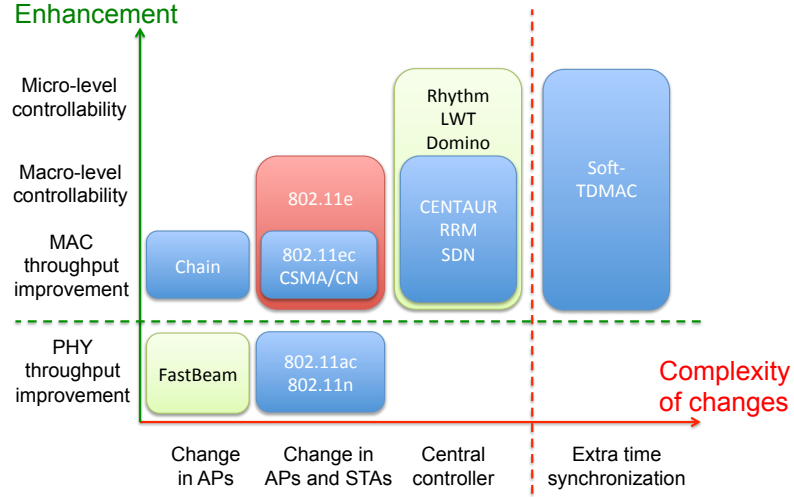 Enhancement
Micro-level
controllability
Macro-level
controllability
MAC
throughput
improvement
PHY
throughput
improvement
Rhythm
LWT
Domino
Soft-
TDMAC
802.11e
CENTAUR
RRM
SDN
Chain
802.11ec
CSMA/CN
FastBeam
802.11ac
802.11n
Complexity
of changes
Change
in APs
Change in
APs and STAs
Central
controller
Extra time
synchronization